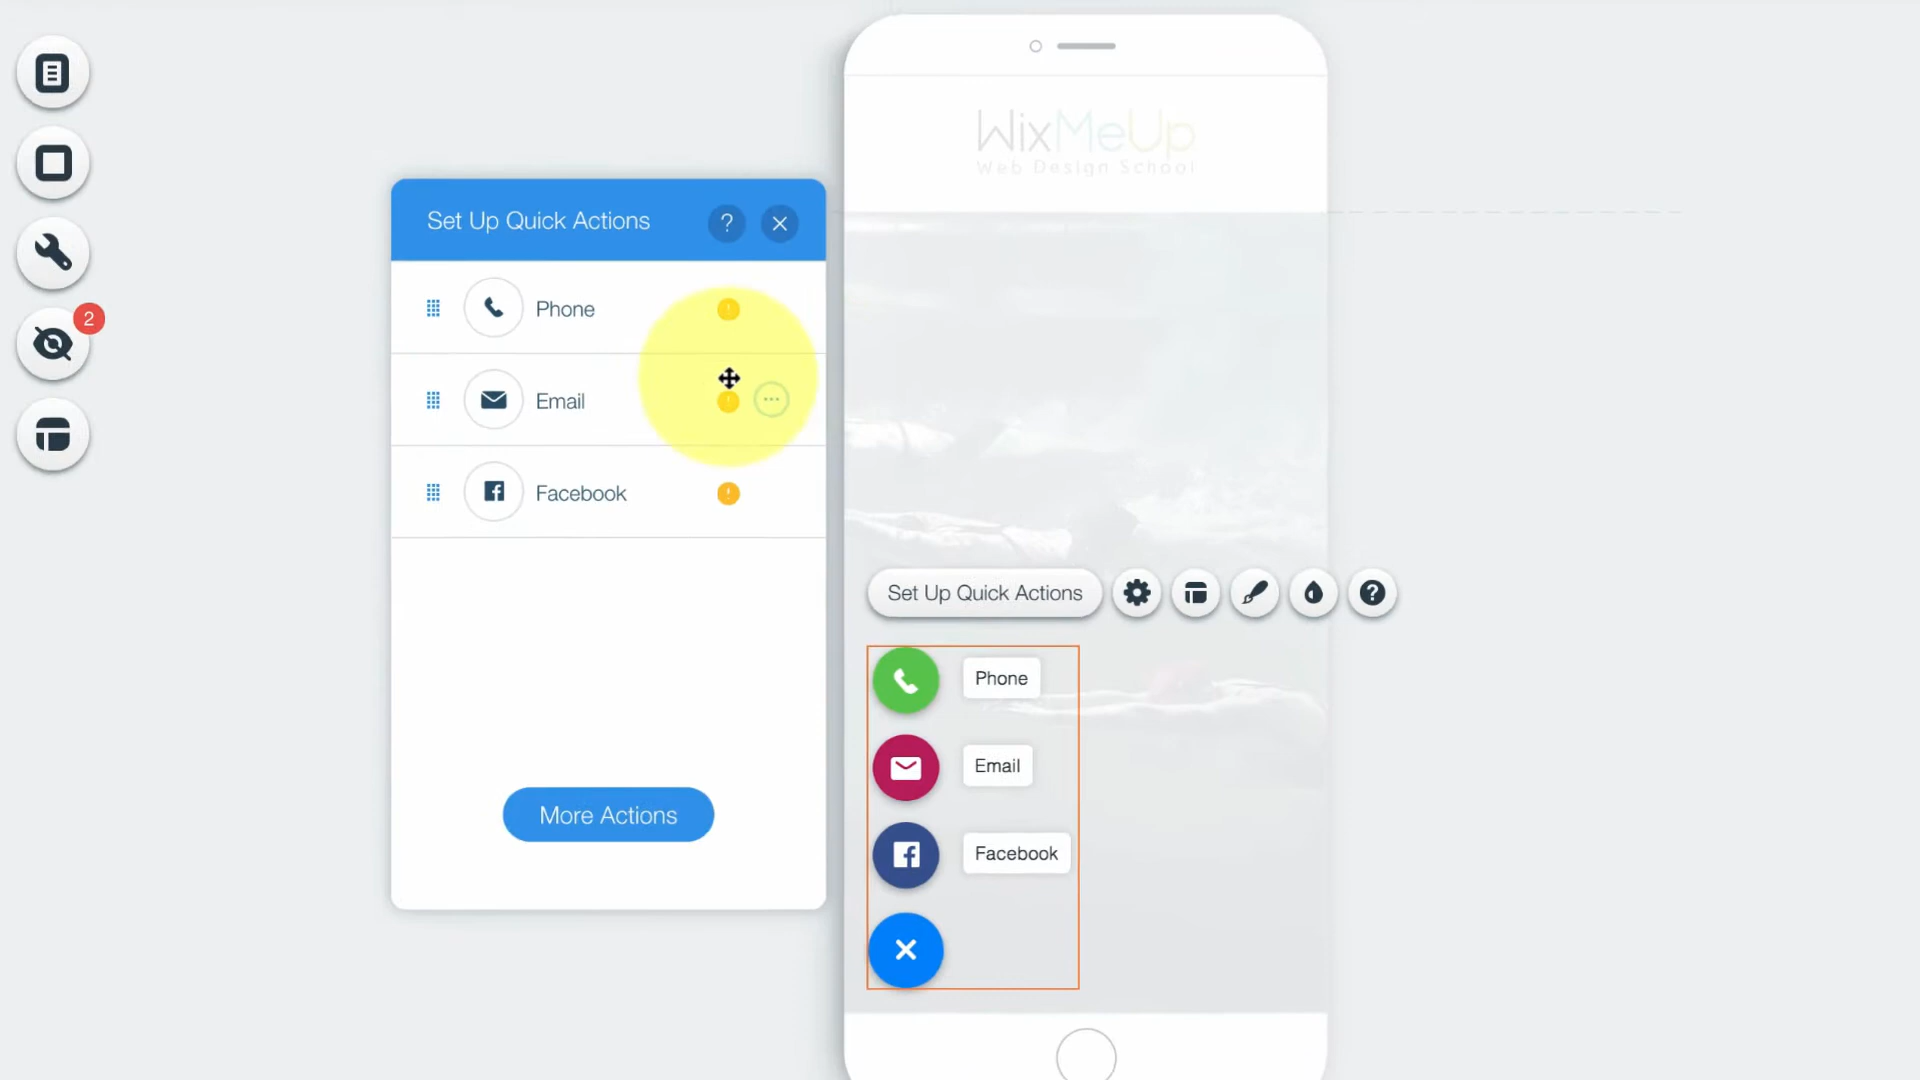 WixMeUp
Web Design School
2
Set Up Quick Actions
?
Phone
Email
Facebook
More Actions
Set Up Quick Actions
?
Phone
Email
Facebook